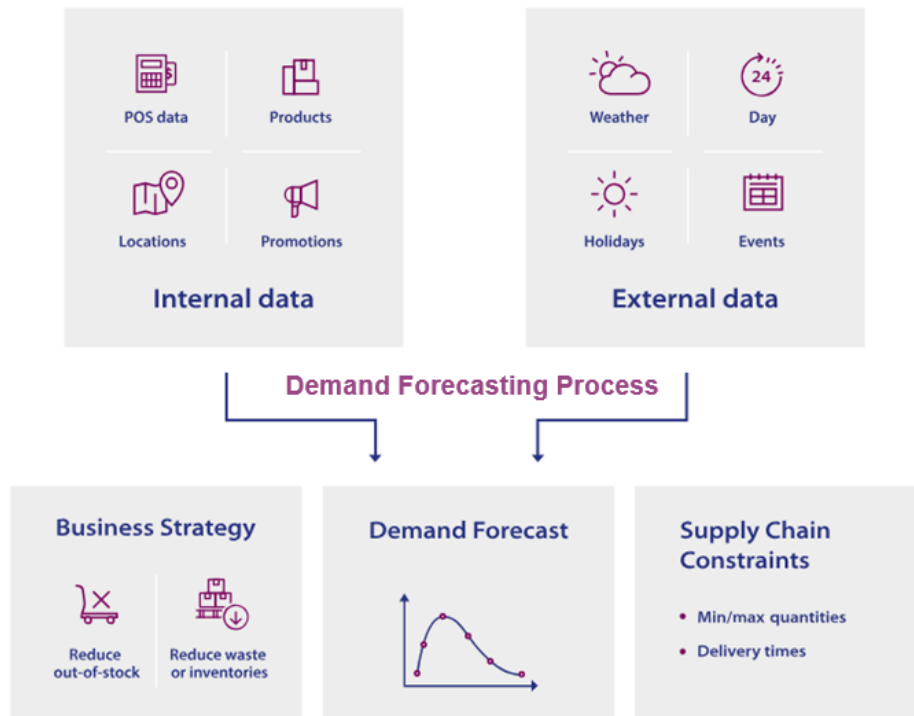 POS data
Products
Locations
Promotions
Internal data
Weather
24
Day
Holidays
Events
External data
Demand Forecasting Process
Business Strategy
Reduce
out-of-stock
Reduce waste
or inventories
Demand Forecast
Supply Chain
Constraints
Min/max quantities
Delivery times